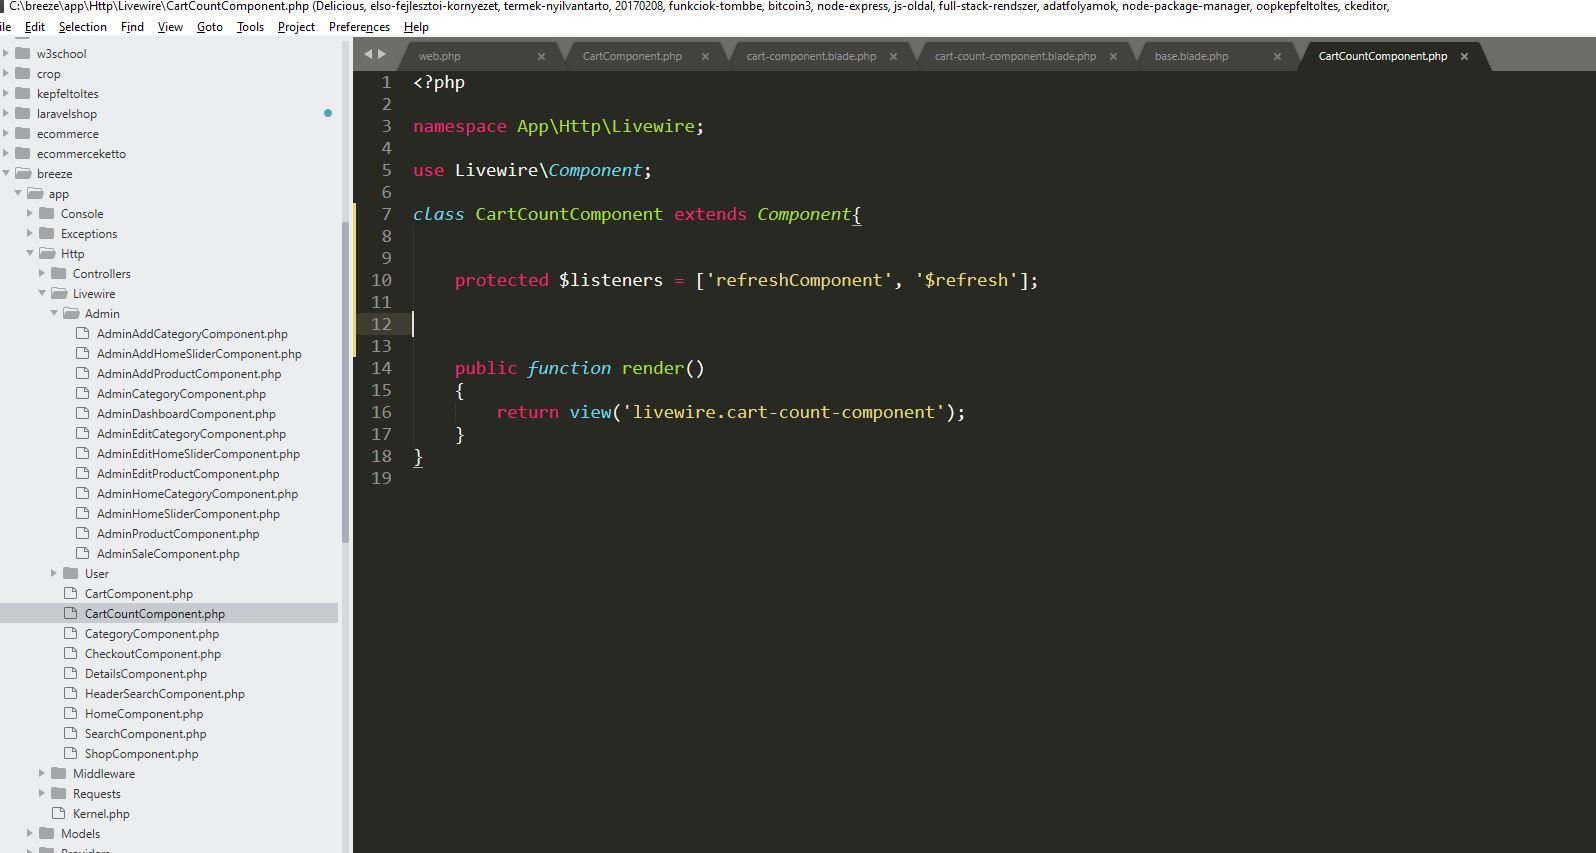 C:\breeze\app\Http\Livewire\CartCountComponent.php (Delicious, elso-fejlesztoi-kornyezet, termek-nyilvantarto, 20170208, funkciok-tombbe, bitcoin3, node-express, js-oldal, full-stack-rendszer, adatfolyamok, node-package-manager, oopkepfeltoltes, ckeditor,
ile Edit Selection Find View Goto Tools Project Preferences Help
w3school
crop
kepfeltoltes
laravelshop
ecommerce
ecommerceketto
breeze
app
Console
Exceptions
Http
Controllers
Livewire
Admin
AdminAddCategoryComponent.php
AdminAddHomeSliderComponent.php
AdminAddProductComponent.php
AdminCategoryComponent.php
AdminDashboardComponent.php
AdminEditCategoryComponent.php
AdminEditHomeSliderComponent.php
AdminEditProductComponent.php
AdminHomeCategoryComponent.php
AdminHomeSliderComponent.php
AdminProductComponent.php
AdminSaleComponent.php
User
CartComponent.php
CartCountComponent.php
CategoryComponent.php
CheckoutComponent.php
DetailsComponent.php
HeaderSearchComponent.php
HomeComponent.php
SearchComponent.php
ShopComponent.php
Middleware
Requests
Kernel.php
Models
web.php CartComponent.php cart-component.blade.php cart-count-component.blade.php base.blade.php CartCountComponent.php
1 <?php
2
3 namespace App\Http\Livewire;
4
5 use Livewire\Component;
6
7 class CartCountComponent extends Component{
8
9
10 protected $listeners = ['refreshComponent', '$refresh'];
11
12
13
14 public function render()
15 {
16 return view('livewire.cart-count-component');
17 }
18 }
19